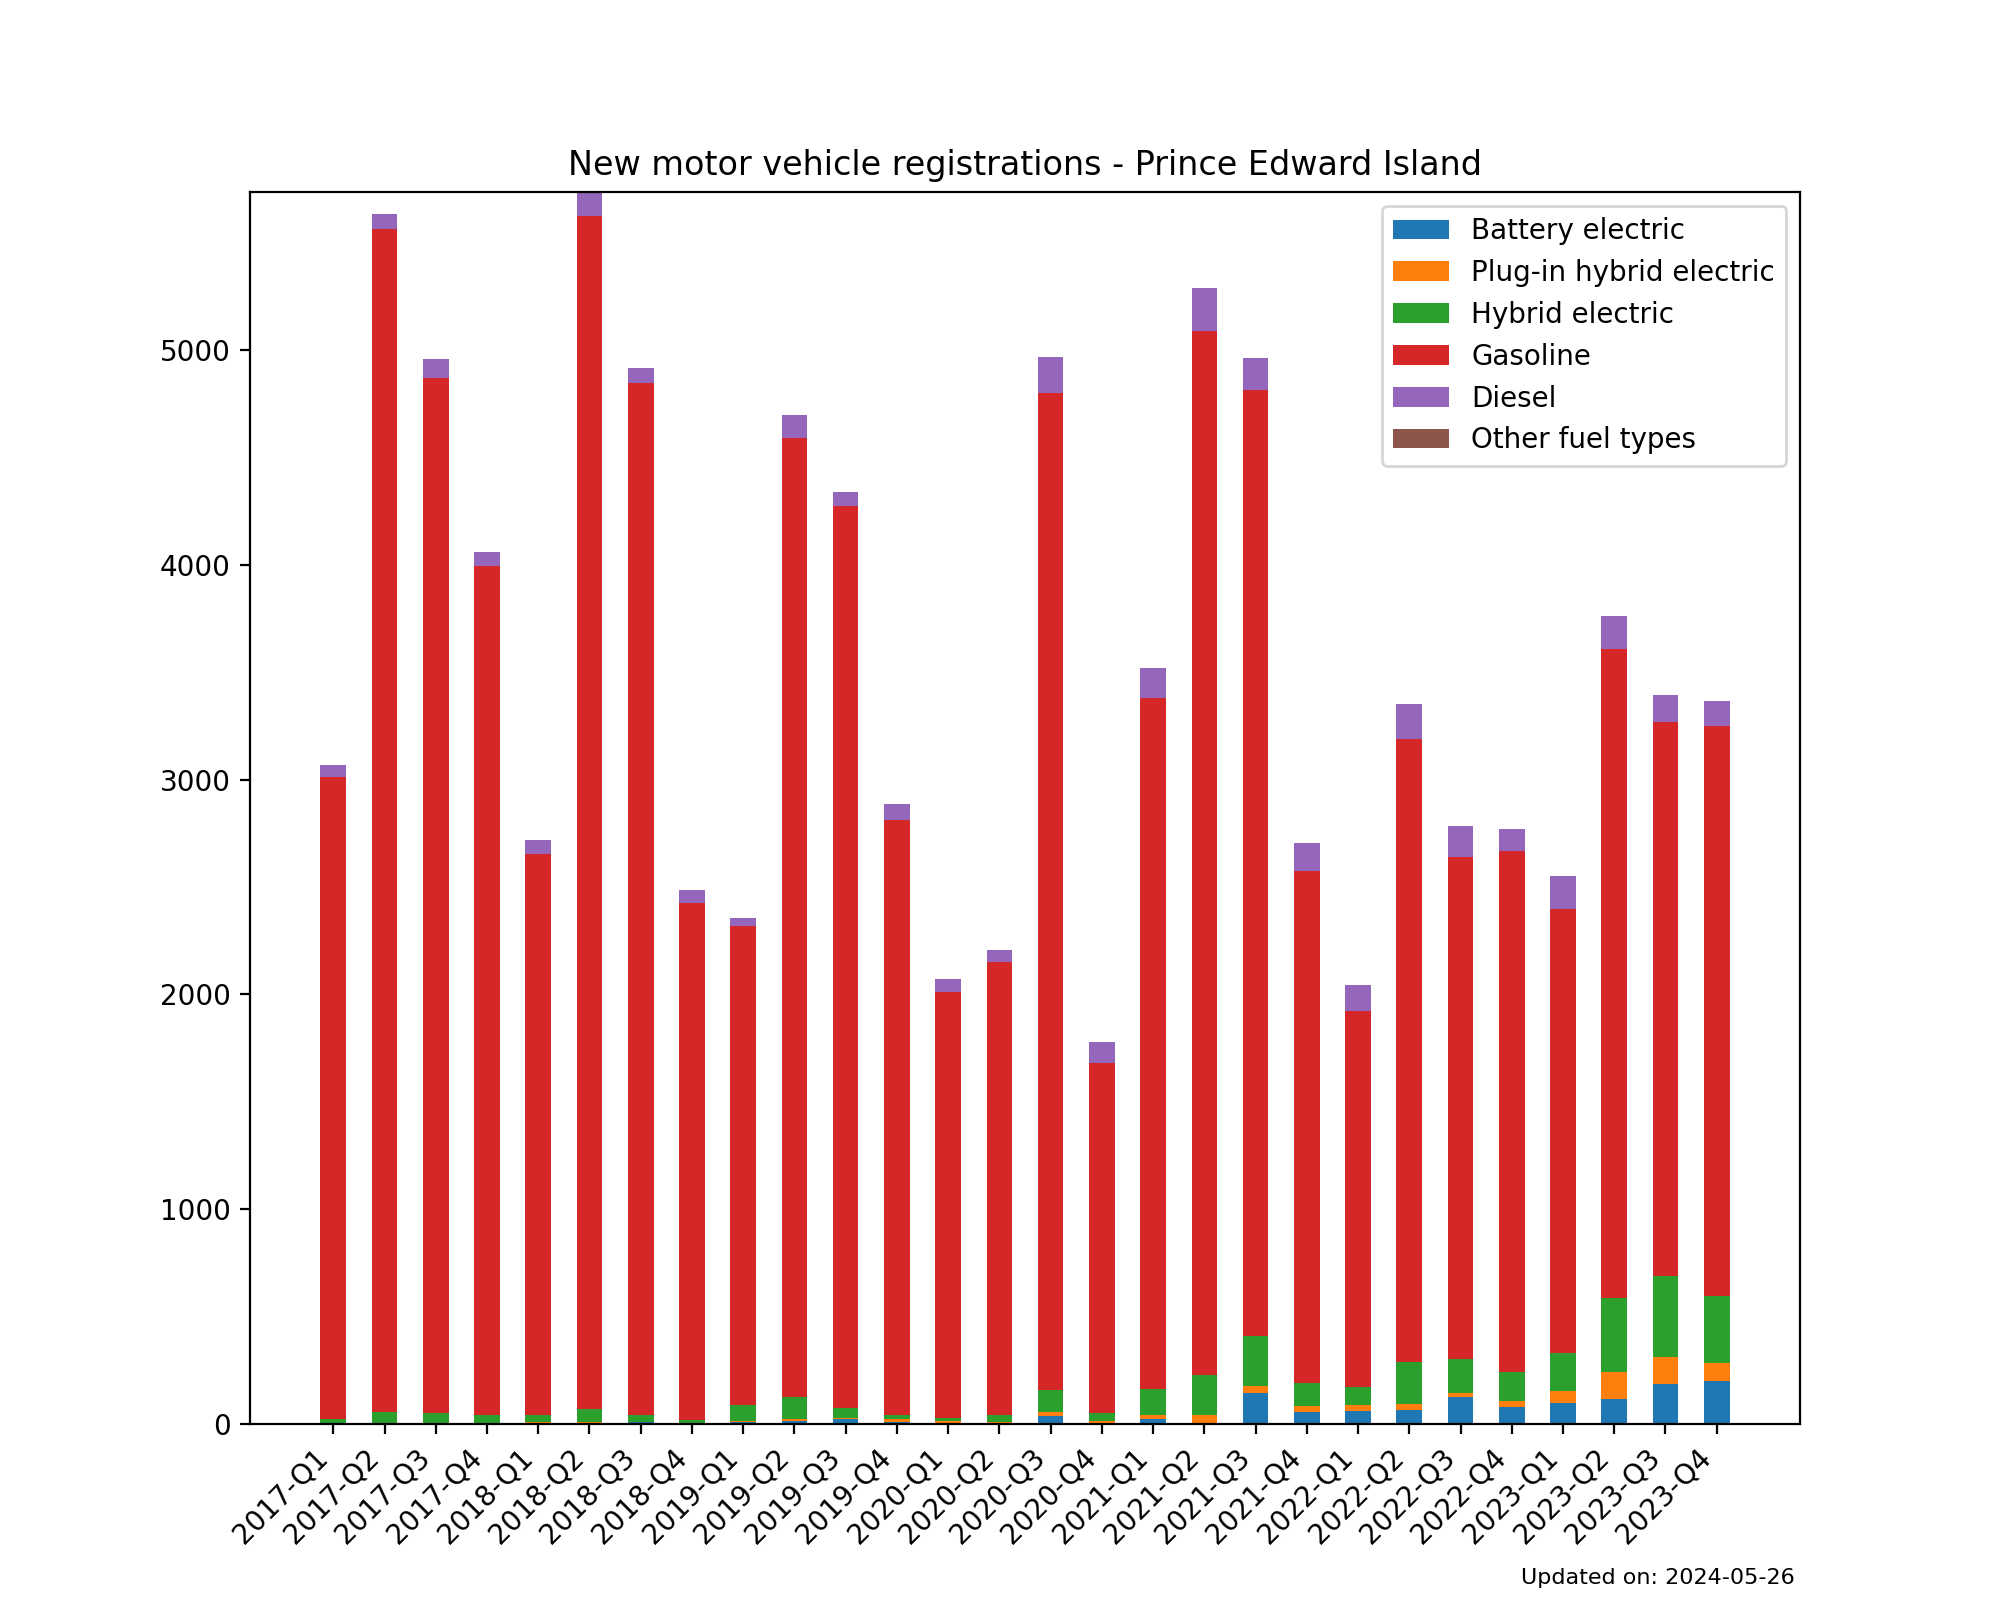 New motor vehicle registrations - Prince Edward Island
Battery electric
Plug-in hybrid electric
Hybrid electric
Gasoline
Diesel
Other fuel types
5000
4000
3000
2000
1000
0
2017-Q1
2017-Q2
2017-Q3
2017-Q4
2018-Q1
2018-Q2
2018-Q3
2018-Q4
2019-Q1
2019-Q2
2019-Q3
2019-Q4
2020-Q1
2020-Q2
2020-Q3
2020-Q4
2021-Q1
2021-Q2
2021-Q3
2021-Q4
2022-Q1
2022-Q2
2022-Q3
2022-Q4
2023-Q1
2023-Q2
2023-Q3
2023-Q4
Updated on: 2024-05-26